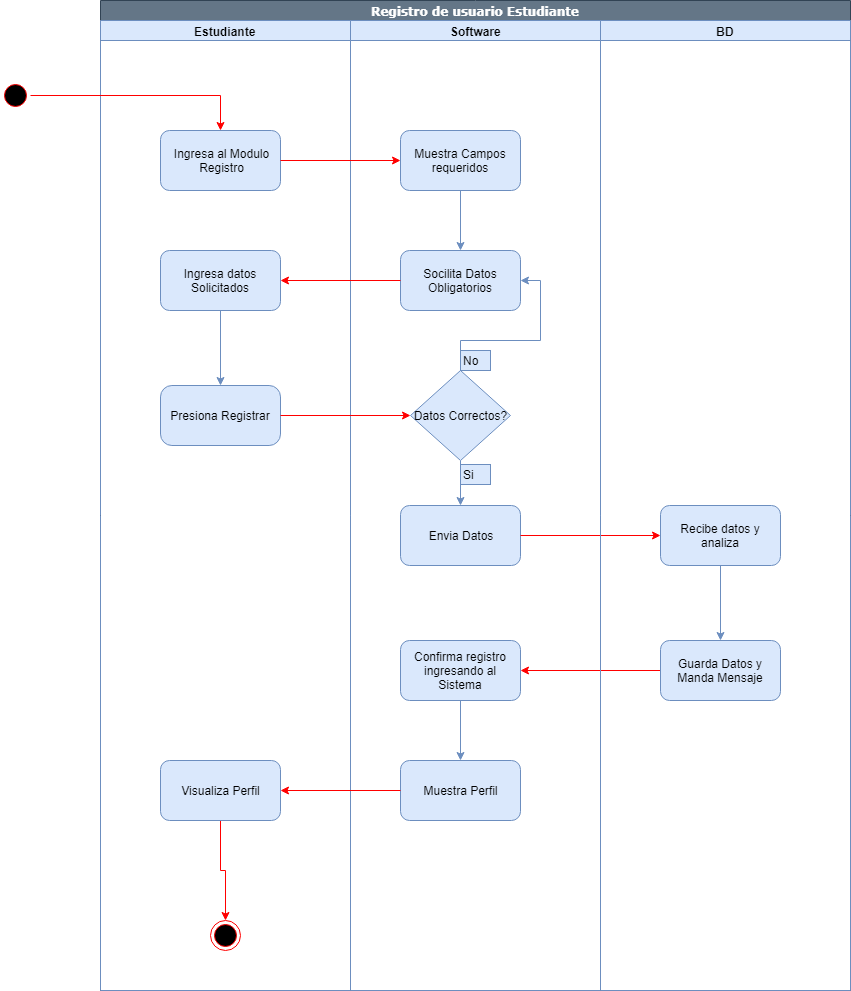 Registro de usuario Estudiante
Estudiante
Software
BD
Ingresa al Modulo
Registro
Muestra Campos
requeridos
Ingresa datos
Solicitados
Socilita Datos
Obligatorios
No
Presiona Registrar
Datos Correctos?
Si
Envia Datos
Recibe datos y
analiza
Confirma registro
ingresando al
Sistema
Guarda Datos y
Manda Mensaje
Visualiza Perfil
Muestra Perfil